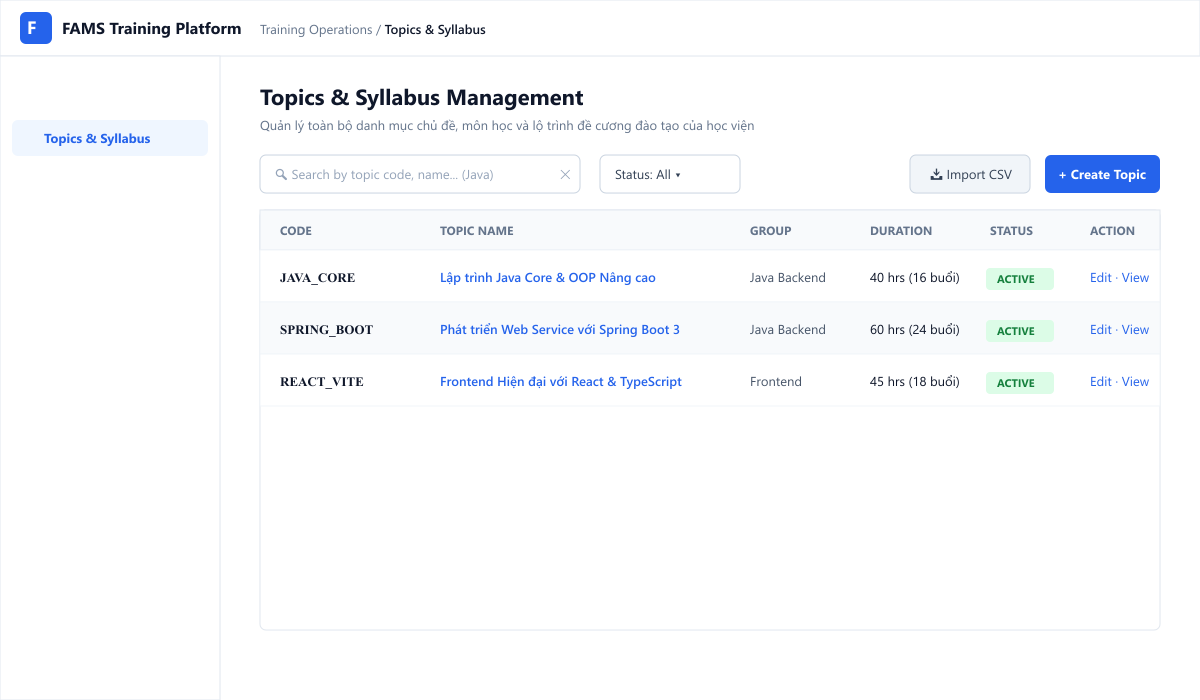 F FAMS Training Platform Training Operations / Topics & Syllabus
Topics & Syllabus
Topics & Syllabus Management
Quản lý toàn bộ danh mục chủ đề, môn học và lộ trình đề cương đào tạo của học viện
Search by topic code, name... (Java)
Status: All
Import CSV
+ Create Topic
CODE TOPIC NAME GROUP DURATION STATUS ACTION
JAVA_CORE Lập trình Java Core & OOP Nâng cao Java Backend 40 hrs (16 buổi) ACTIVE Edit · View
SPRING_BOOT Phát triển Web Service với Spring Boot 3 Java Backend 60 hrs (24 buổi) ACTIVE Edit · View
REACT_VITE Frontend Hiện đại với React & TypeScript Frontend 45 hrs (18 buổi) ACTIVE Edit · View